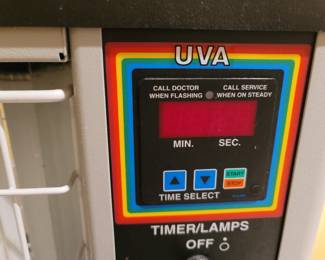 UVA
CALL DOCTOR CALL SERVICE
WHEN FLASHING WHEN ON STEADY
MIN. SEC.
START
STOP
TIME SELECT
TIMER/LAMPS
OFF